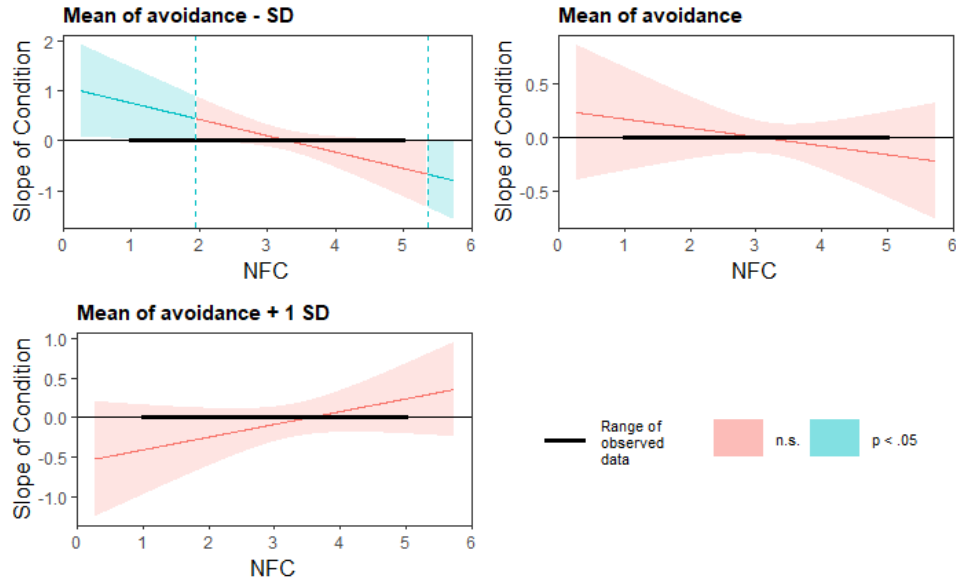 Mean of avoidance - SD
2
1
0
-1
Slope of Condition
0 1 2 3 4 5 6
NFC
Mean of avoidance
0.5
0.0
-0.5
Slope of Condition
0 1 2 3 4 5 6
NFC
Mean of avoidance + 1 SD
1.0
0.5
0.0
-0.5
-1.0
Slope of Condition
0 1 2 3 4 5 6
NFC
Range of
observed
data
n.s.
p < .05